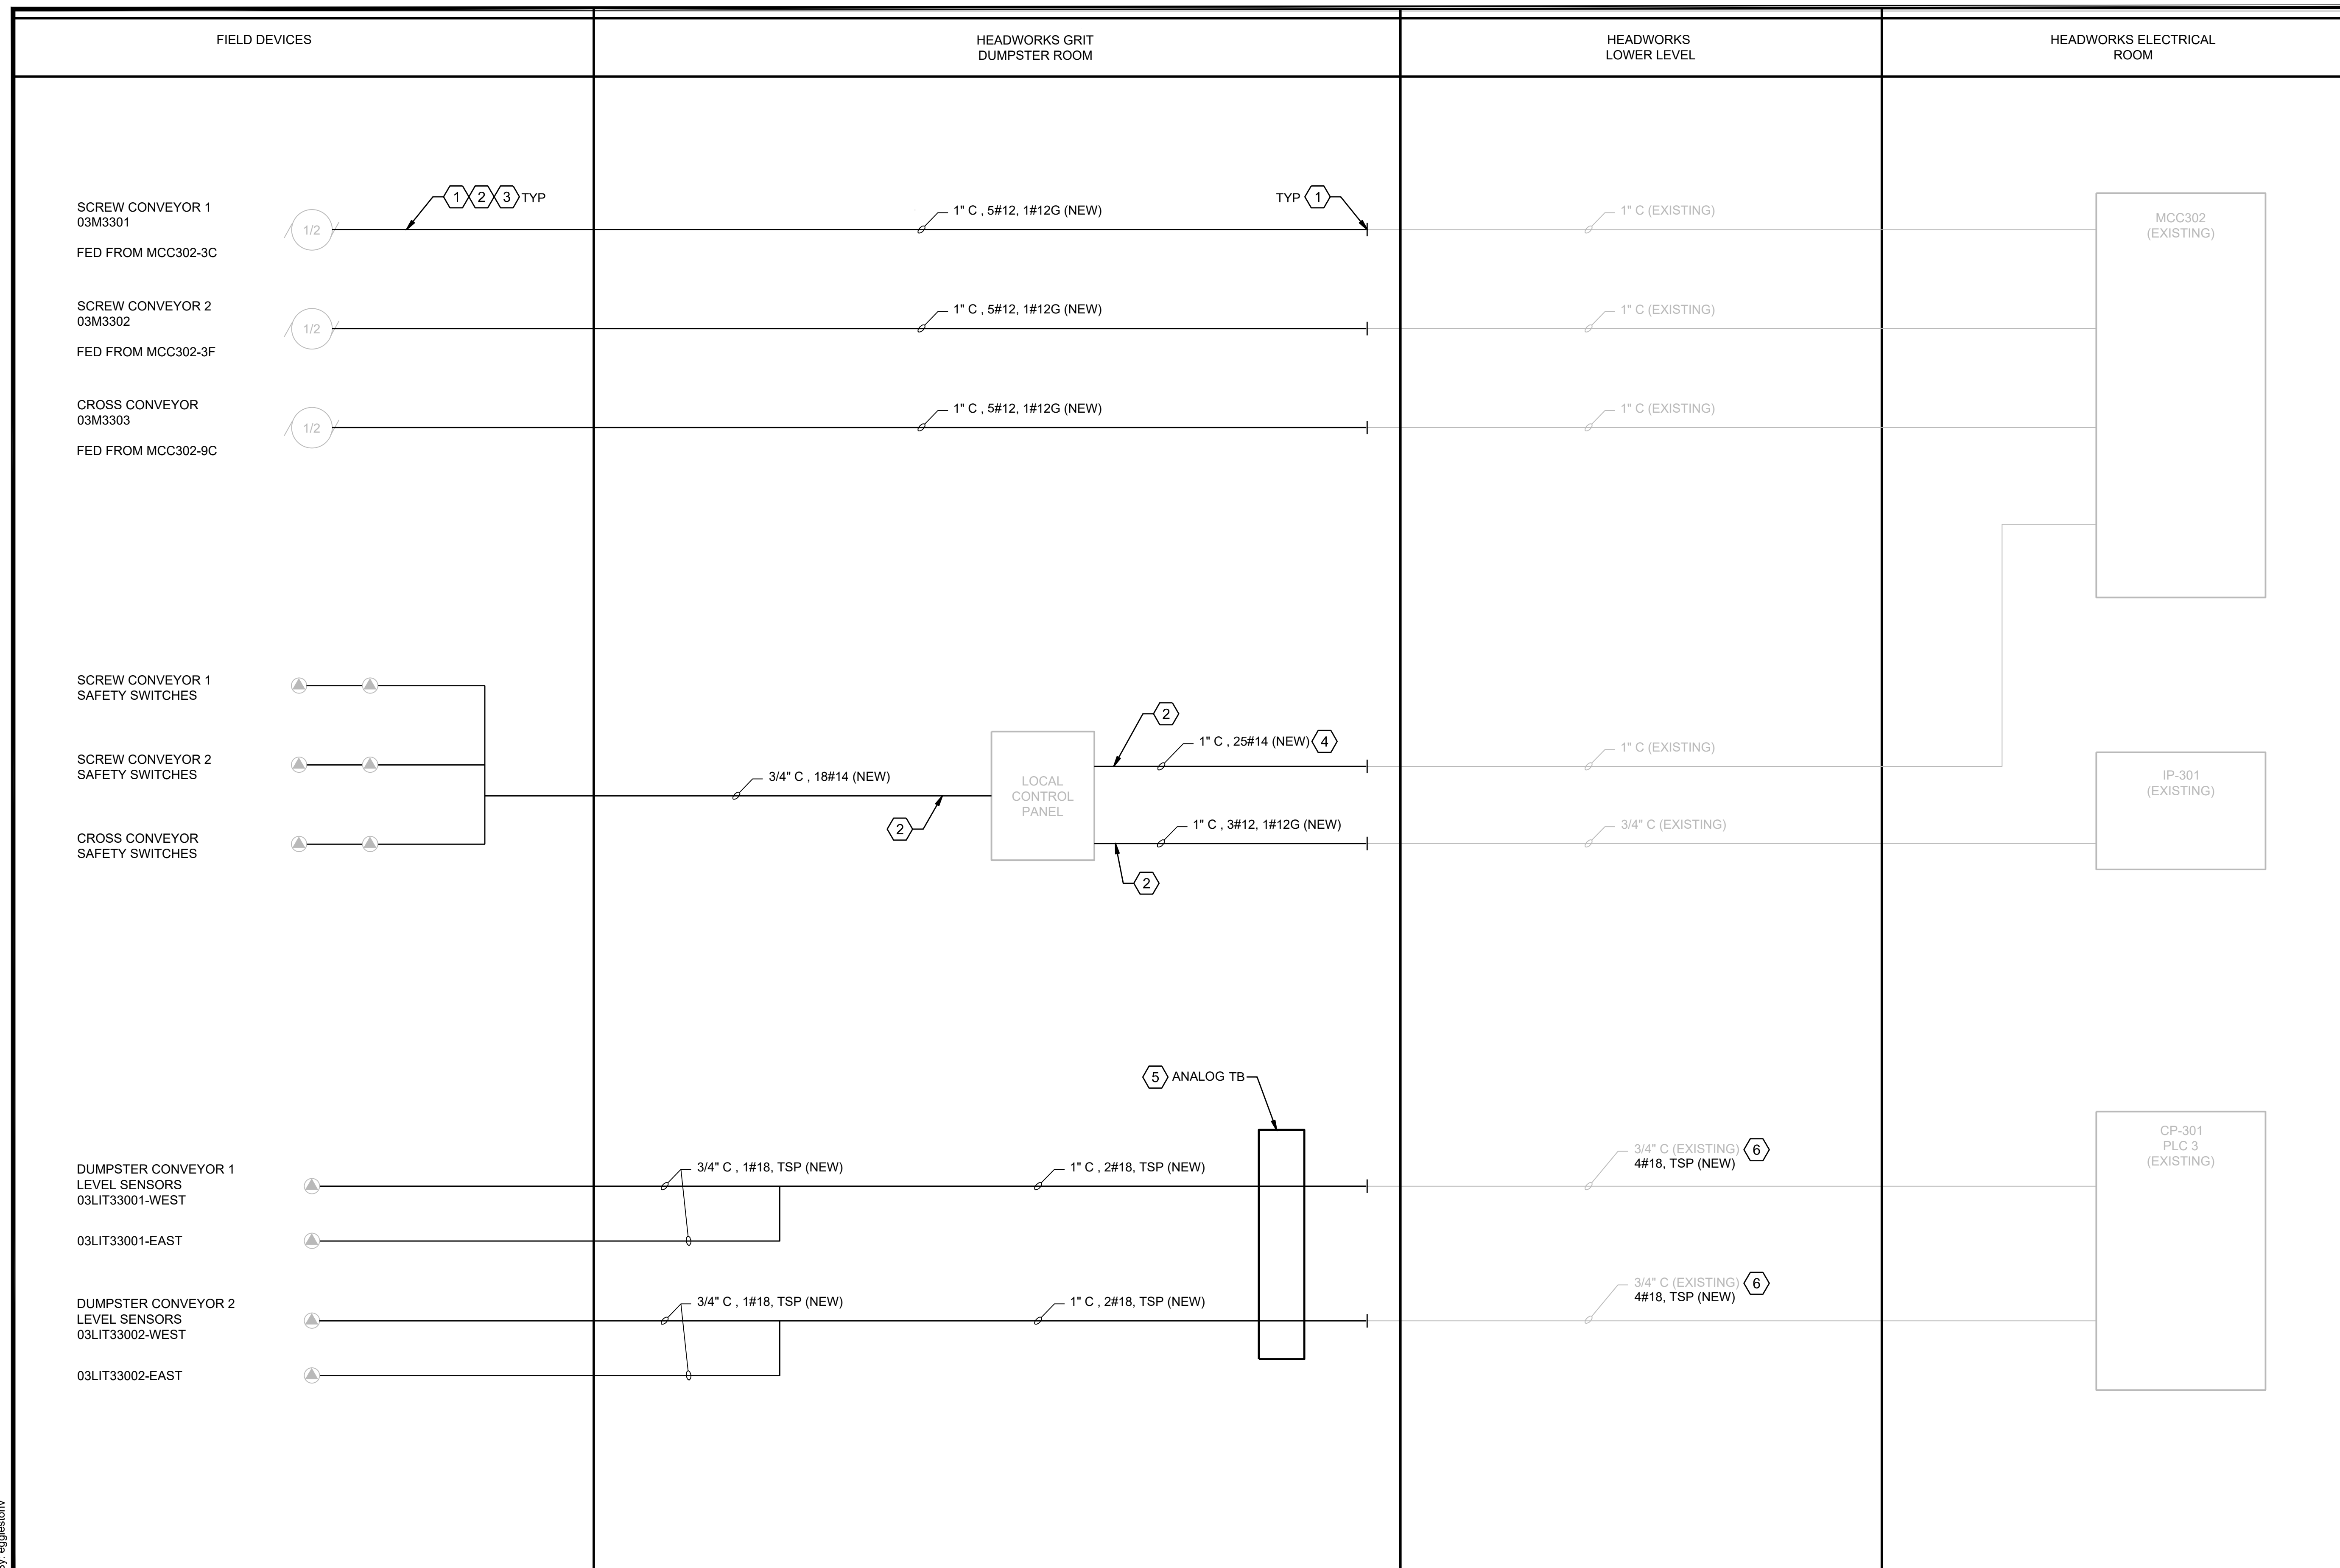 FIELD DEVICES
HEADWORKS GRIT
DUMPSTER ROOM
HEADWORKS
LOWER LEVEL
HEADWORKS ELECTRICAL
ROOM
SCREW CONVEYOR 1
03M3301
FED FROM MCC302-3C
1/2
1 2 3 TYP
1" C , 5#12, 1#12G (NEW)
TYP 1
1" C (EXISTING)
MCC302
(EXISTING)
SCREW CONVEYOR 2
03M3302
FED FROM MCC302-3F
1/2
1" C , 5#12, 1#12G (NEW)
1" C (EXISTING)
CROSS CONVEYOR
03M3303
FED FROM MCC302-9C
1/2
1" C , 5#12, 1#12G (NEW)
1" C (EXISTING)
SCREW CONVEYOR 1
SAFETY SWITCHES
SCREW CONVEYOR 2
SAFETY SWITCHES
CROSS CONVEYOR
SAFETY SWITCHES
3/4" C , 18#14 (NEW)
2
LOCAL
CONTROL
PANEL
2
1" C , 25#14 (NEW) 4
1" C , 3#12, 1#12G (NEW)
2
1" C (EXISTING)
3/4" C (EXISTING)
IP-301
(EXISTING)
5 ANALOG TB
DUMPSTER CONVEYOR 1
LEVEL SENSORS
03LIT33001-WEST
03LIT33001-EAST
3/4" C , 1#18, TSP (NEW)
1" C , 2#18, TSP (NEW)
3/4" C (EXISTING) 6
4#18, TSP (NEW)
CP-301
PLC 3
(EXISTING)
DUMPSTER CONVEYOR 2
LEVEL SENSORS
03LIT33002-WEST
03LIT33002-EAST
3/4" C , 1#18, TSP (NEW)
1" C , 2#18, TSP (NEW)
3/4" C (EXISTING) 6
4#18, TSP (NEW)